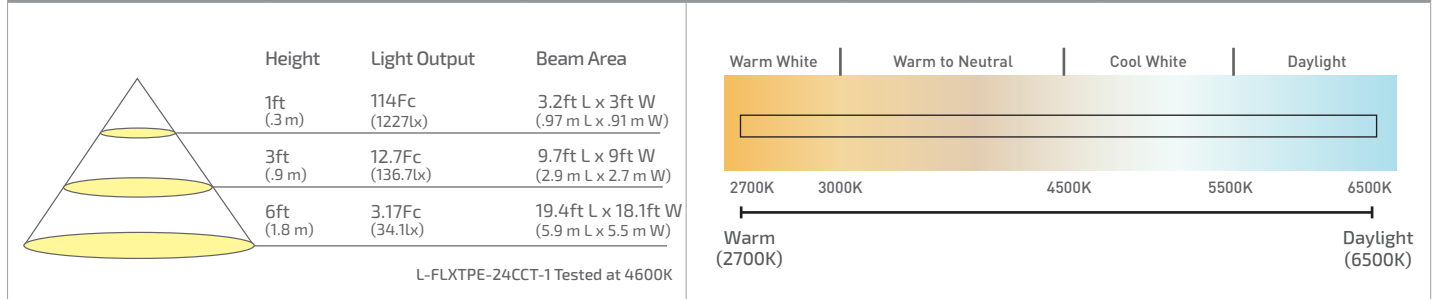 Height Light Output Beam Area
1ft 114Fc 3.2ft L x 3ft W
(.3 m) (1227lx) (.97 m L x .91 m W)
3ft 12.7Fc 9.7ft L x 9ft W
(.9 m) (136.7lx) (2.9 m L x 2.7 m W)
6ft 3.17Fc 19.4ft L x 18.1ft W
(1.8 m) (34.1lx) (5.9 m L x 5.5 m W)
L-FLXTPE-24CCT-1 Tested at 4600K
Warm White Warm to Neutral Cool White Daylight
2700K 3000K 4500K 5500K 6500K
Warm Daylight
(2700K) (6500K)